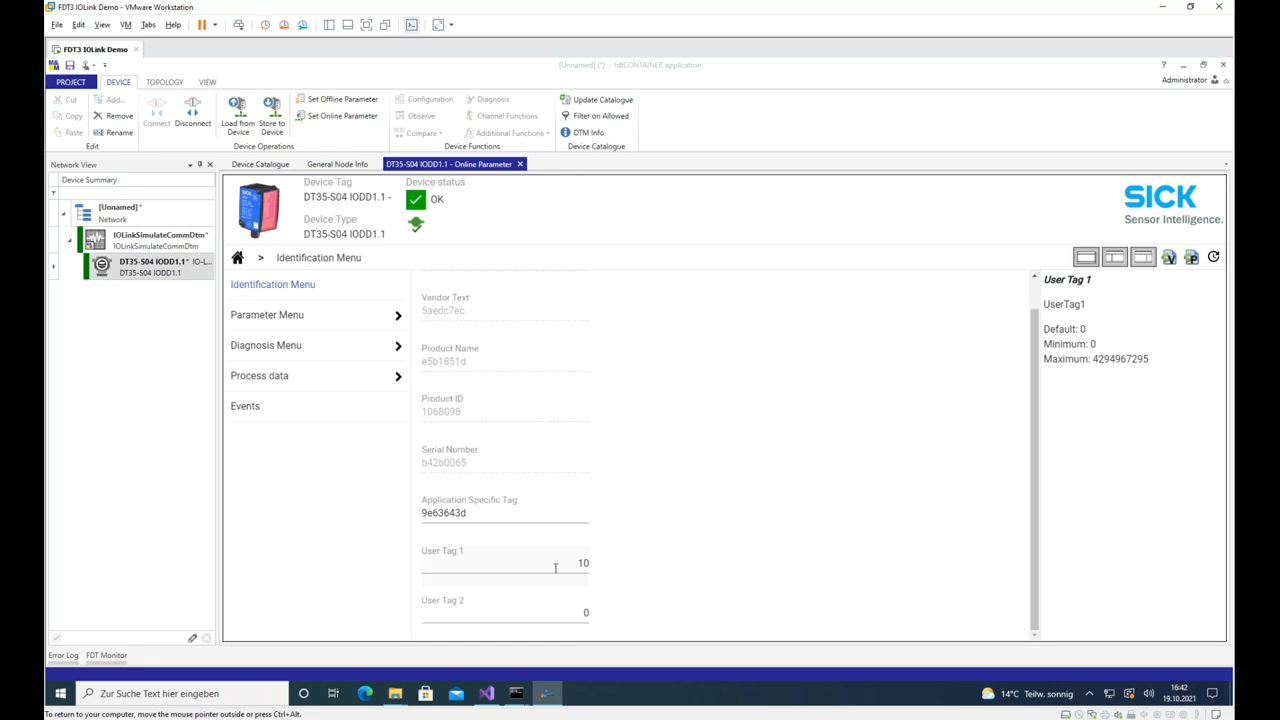 FDT3 IOLink Demo - VMware Workstation
File Edit View VM Tabs Help
FDT3 IOLink Demo
[Unnamed] (*) - fdtCONTAINER application
PROJECT DEVICE TOPOLOGY VIEW
Administrator
Cut Add...
Copy Remove
Paste Rename
Edit
Connect Disconnect
Load from Device
Store to Device
Set Offline Parameter
Set Online Parameter
Device Operations
Configuration Diagnosis
Observe Channel Functions
Compare Additional Functions
Device Functions
Update Catalogue
Filter on Allowed
DTM Info
Device Catalogue
Network View
Device Summary
[Unnamed] *
Network
IOLinkSimulateCommDtm*
IOLinkSimulateCommDtm
DT35-S04 IODD1.1* IO-L...
DT35-S04 IODD1.1
Device Catalogue General Node Info DT35-S04 IODD1.1 - Online Parameter
Device Tag
DT35-S04 IODD1.1 -
Device Type
DT35-S04 IODD1.1
Device status
OK
SICK
Sensor Intelligence.
> Identification Menu
Identification Menu
Parameter Menu
Diagnosis Menu
Process data
Events
Vendor Text
5aedc7ec
Product Name
e5b1851d
Product ID
1068098
Serial Number
b42b0065
Application Specific Tag
9e63643d
User Tag 1
10
User Tag 2
0
User Tag 1
UserTag1
Default: 0
Minimum: 0
Maximum: 4294967295
Error Log FDT Monitor
Zur Suche Text hier eingeben
14°C Teilw. sonnig
16:42
19.10.2021
To return to your computer, move the mouse pointer outside or press Ctrl+Alt.